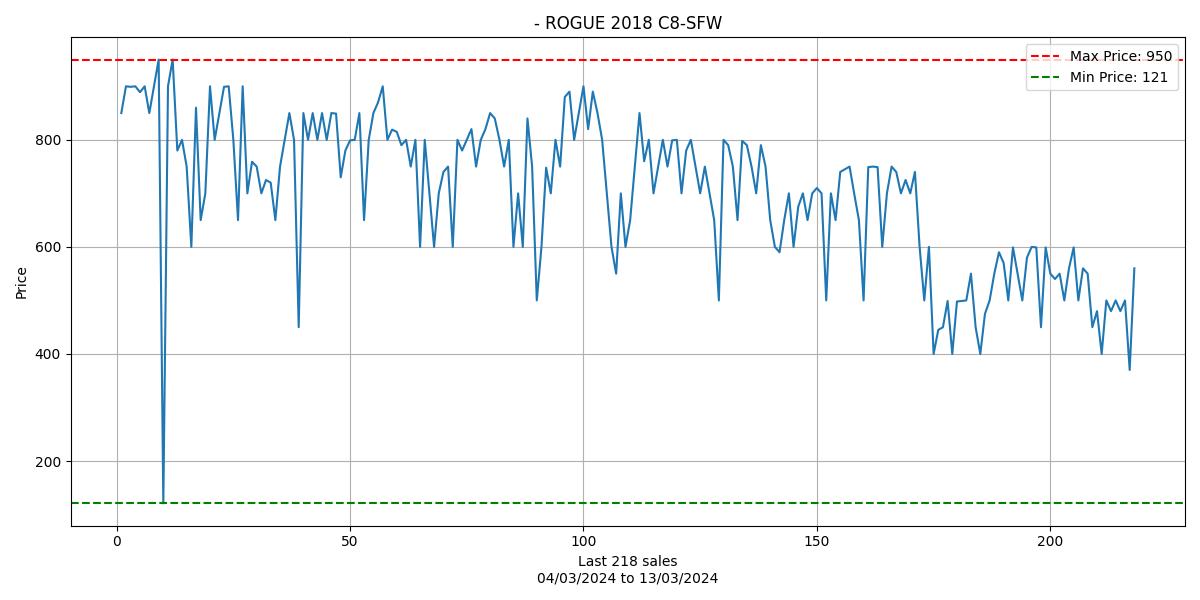 - ROGUE 2018 C8-SFW
Max Price: 950
Min Price: 121
Price
800
600
400
200
0 50 100 150 200
Last 218 sales
04/03/2024 to 13/03/2024